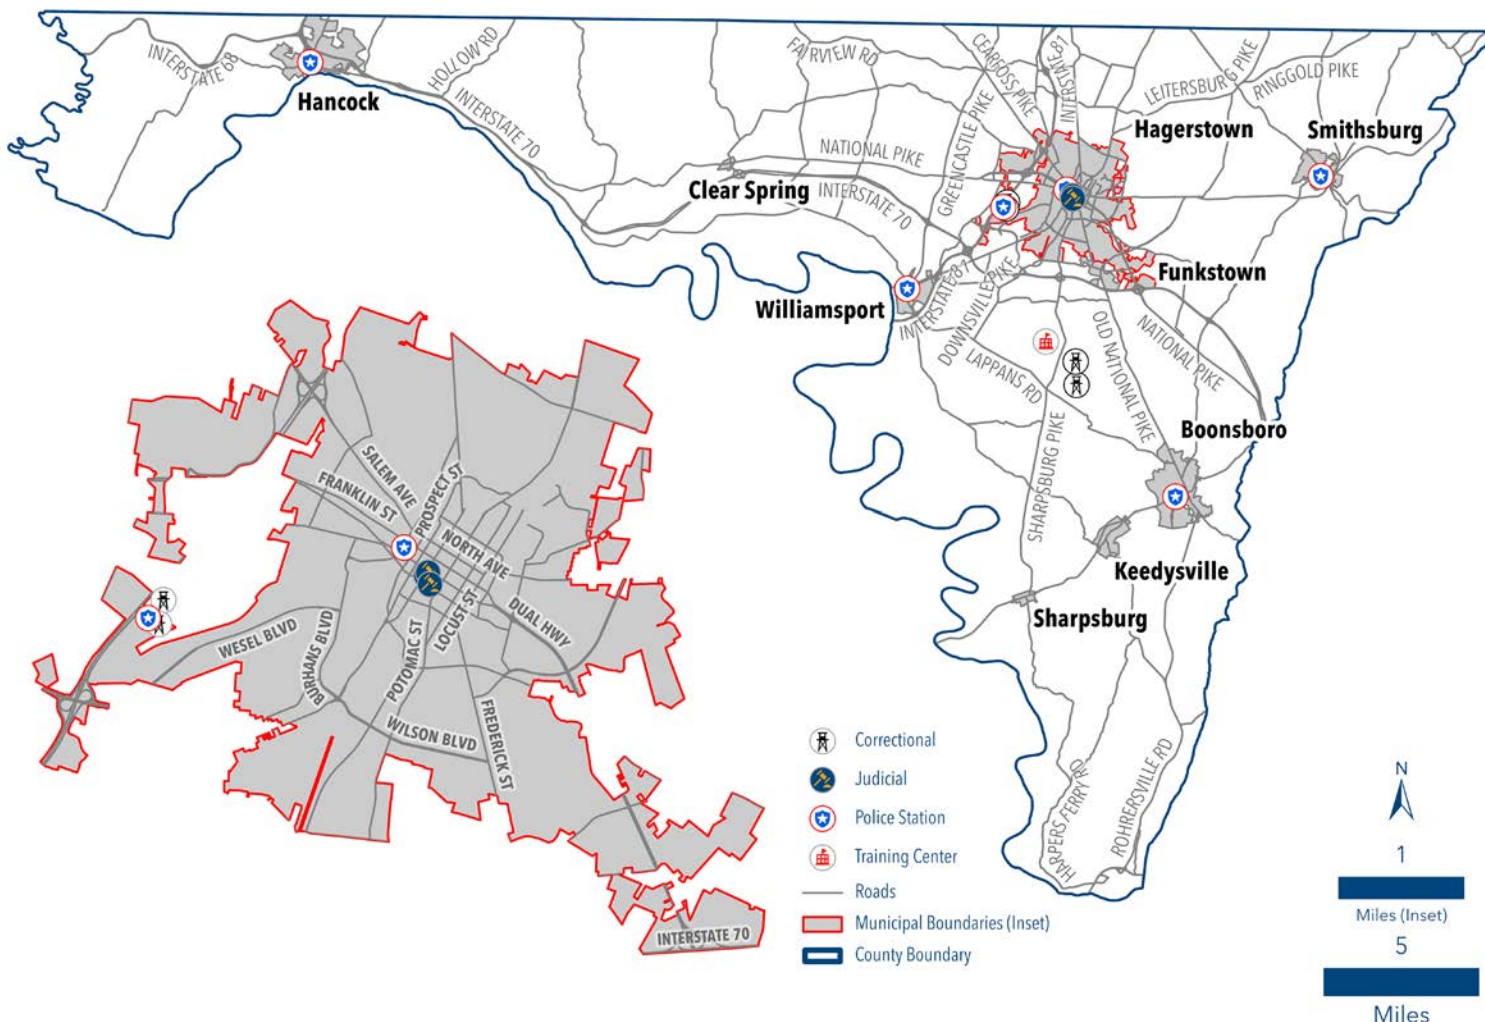 INTERSTATE 68
Hancock
HOLLOW RD
INTERSTATE 70
FAIRVIEW RD
CEARFOSS PIKE
INTERSTATE 81
LEITERSBURG PIKE
RINGGOLD PIKE
Hagerstown
Smithsburg
NATIONAL PIKE
GREENCASTLE PIKE
Clear Spring
INTERSTATE 70
Funkstown
Williamsport
INTERSTATE 81
DOWNSVILLE PIKE
LAPPANS RD
OLD NATIONAL PIKE
NATIONAL PIKE
SHARPSBURG PIKE
Boonsboro
Keedysville
Sharpsburg
HARPERS FERRY RD
ROHRERSVILLE RD
SALEM AVE
FRANKLIN ST
PROSPECT ST
NORTH AVE
LOCUST ST
DUAL HWY
WESEL BLVD
BURHANS BLVD
POTOMAC ST
WILSON BLVD
FREDERICK ST
INTERSTATE 70
Correctional
Judicial
Police Station
Training Center
Roads
Municipal Boundaries (Inset)
County Boundary
N
1
Miles (Inset)
5
Miles